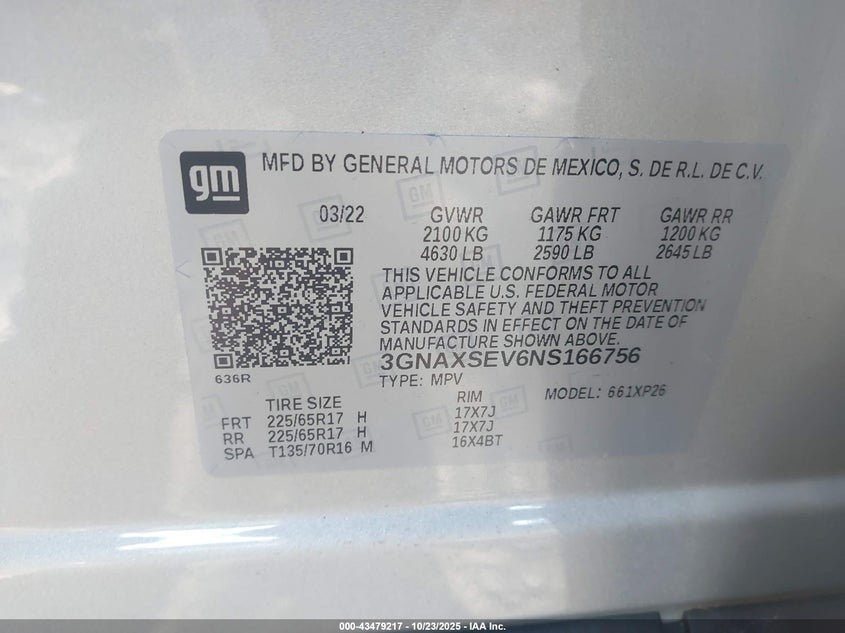 gm
MFD BY GENERAL MOTORS DE MEXICO, S. DE R.L. DE C.V.
03/22 GVWR GAWR FRT GAWR RR
2100 KG 1175 KG 1200 KG
4630 LB 2590 LB 2645 LB
THIS VEHICLE CONFORMS TO ALL
APPLICABLE U.S. FEDERAL MOTOR
VEHICLE SAFETY AND THEFT PREVENTION
STANDARDS IN EFFECT ON THE DATE OF
MANUFACTURE SHOWN ABOVE.
3GNAXSEV6NS166756
636R
TYPE: MPV MODEL: 661XP26
TIRE SIZE RIM
FRT 225/65R17 H 17X7J
RR 225/65R17 H 17X7J
SPA T135/70R16 M 16X4BT
000-43479217 - 10/23/2025 - IAA Inc.